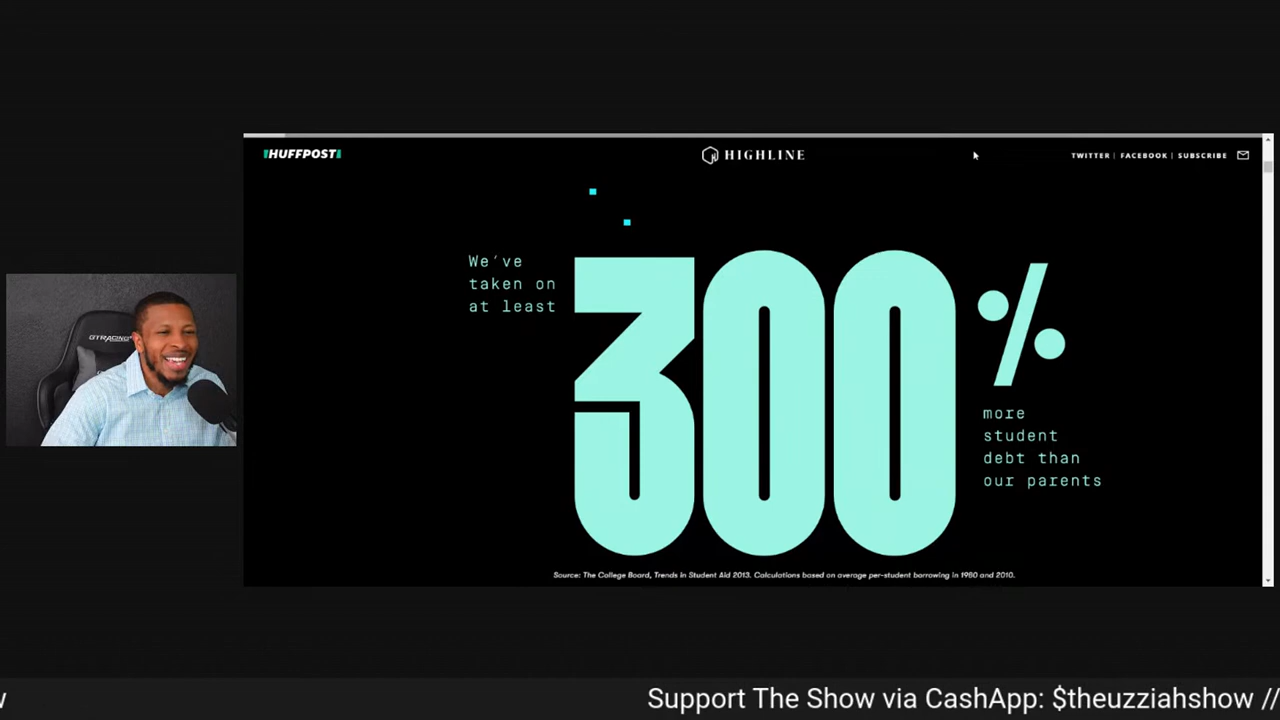 HUFFPOST
HIGHLINE
TWITTER | FACEBOOK | SUBSCRIBE
We've
taken on
at least
300%
more
student
debt than
our parents
Source: The College Board, Trends in Student Aid 2013. Calculations based on average per-student borrowing in 1980 and 2010.
GTRACING
Support The Show via CashApp: $theuzziahshow //